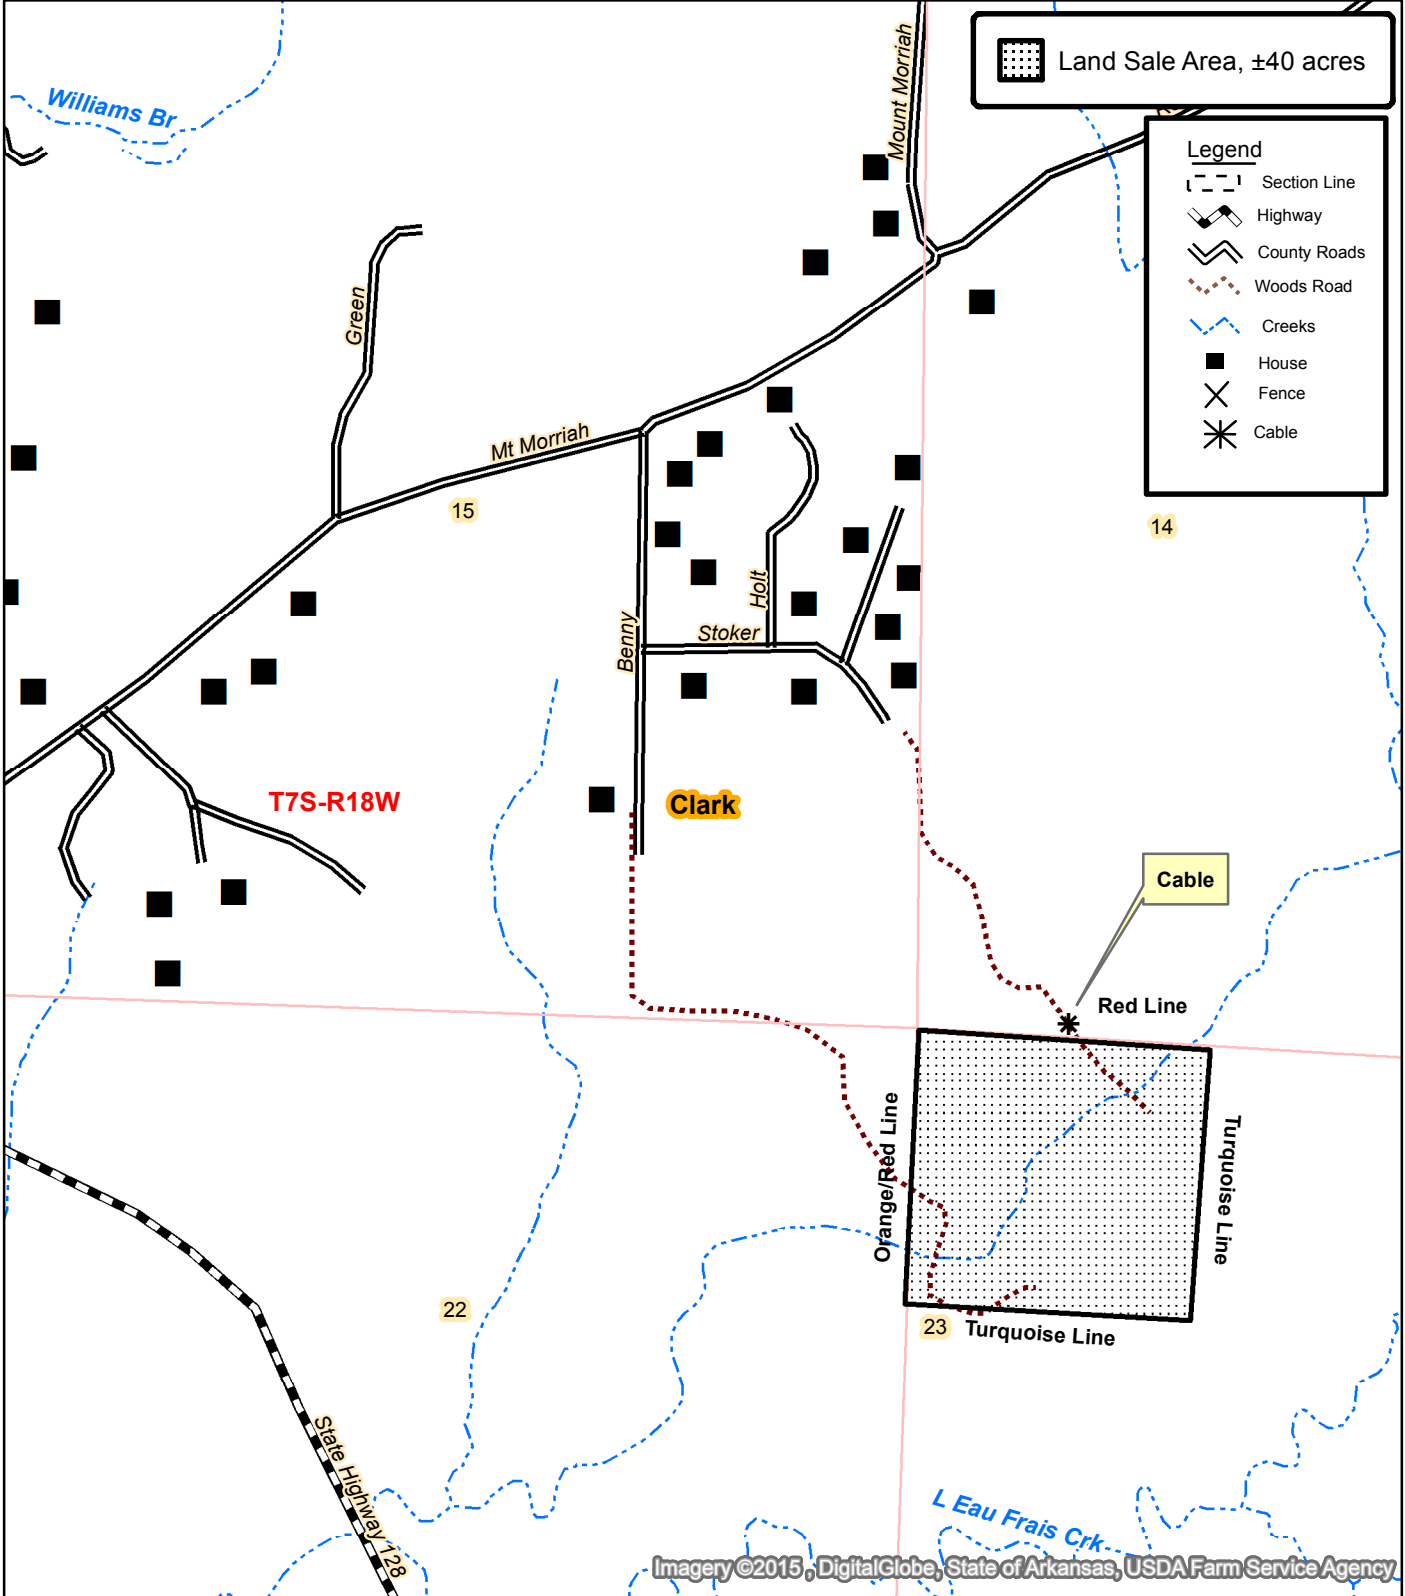 Land Sale Area, ±40 acres
Williams Br
Mount Morriah
Legend
Section Line
Highway
County Roads
Woods Road
Creeks
House
Fence
Cable
Green
Mt Morriah
15
14
Holt
Stoker
Benny
T7S-R18W
Clark
Cable
Red Line
Orange/Red Line
Turquoise Line
22
23
Turquoise Line
State Highway 128
L Eau Frais Crk
Imagery ©2015 , DigitalGlobe, State of Arkansas, USDA Farm Service Agency